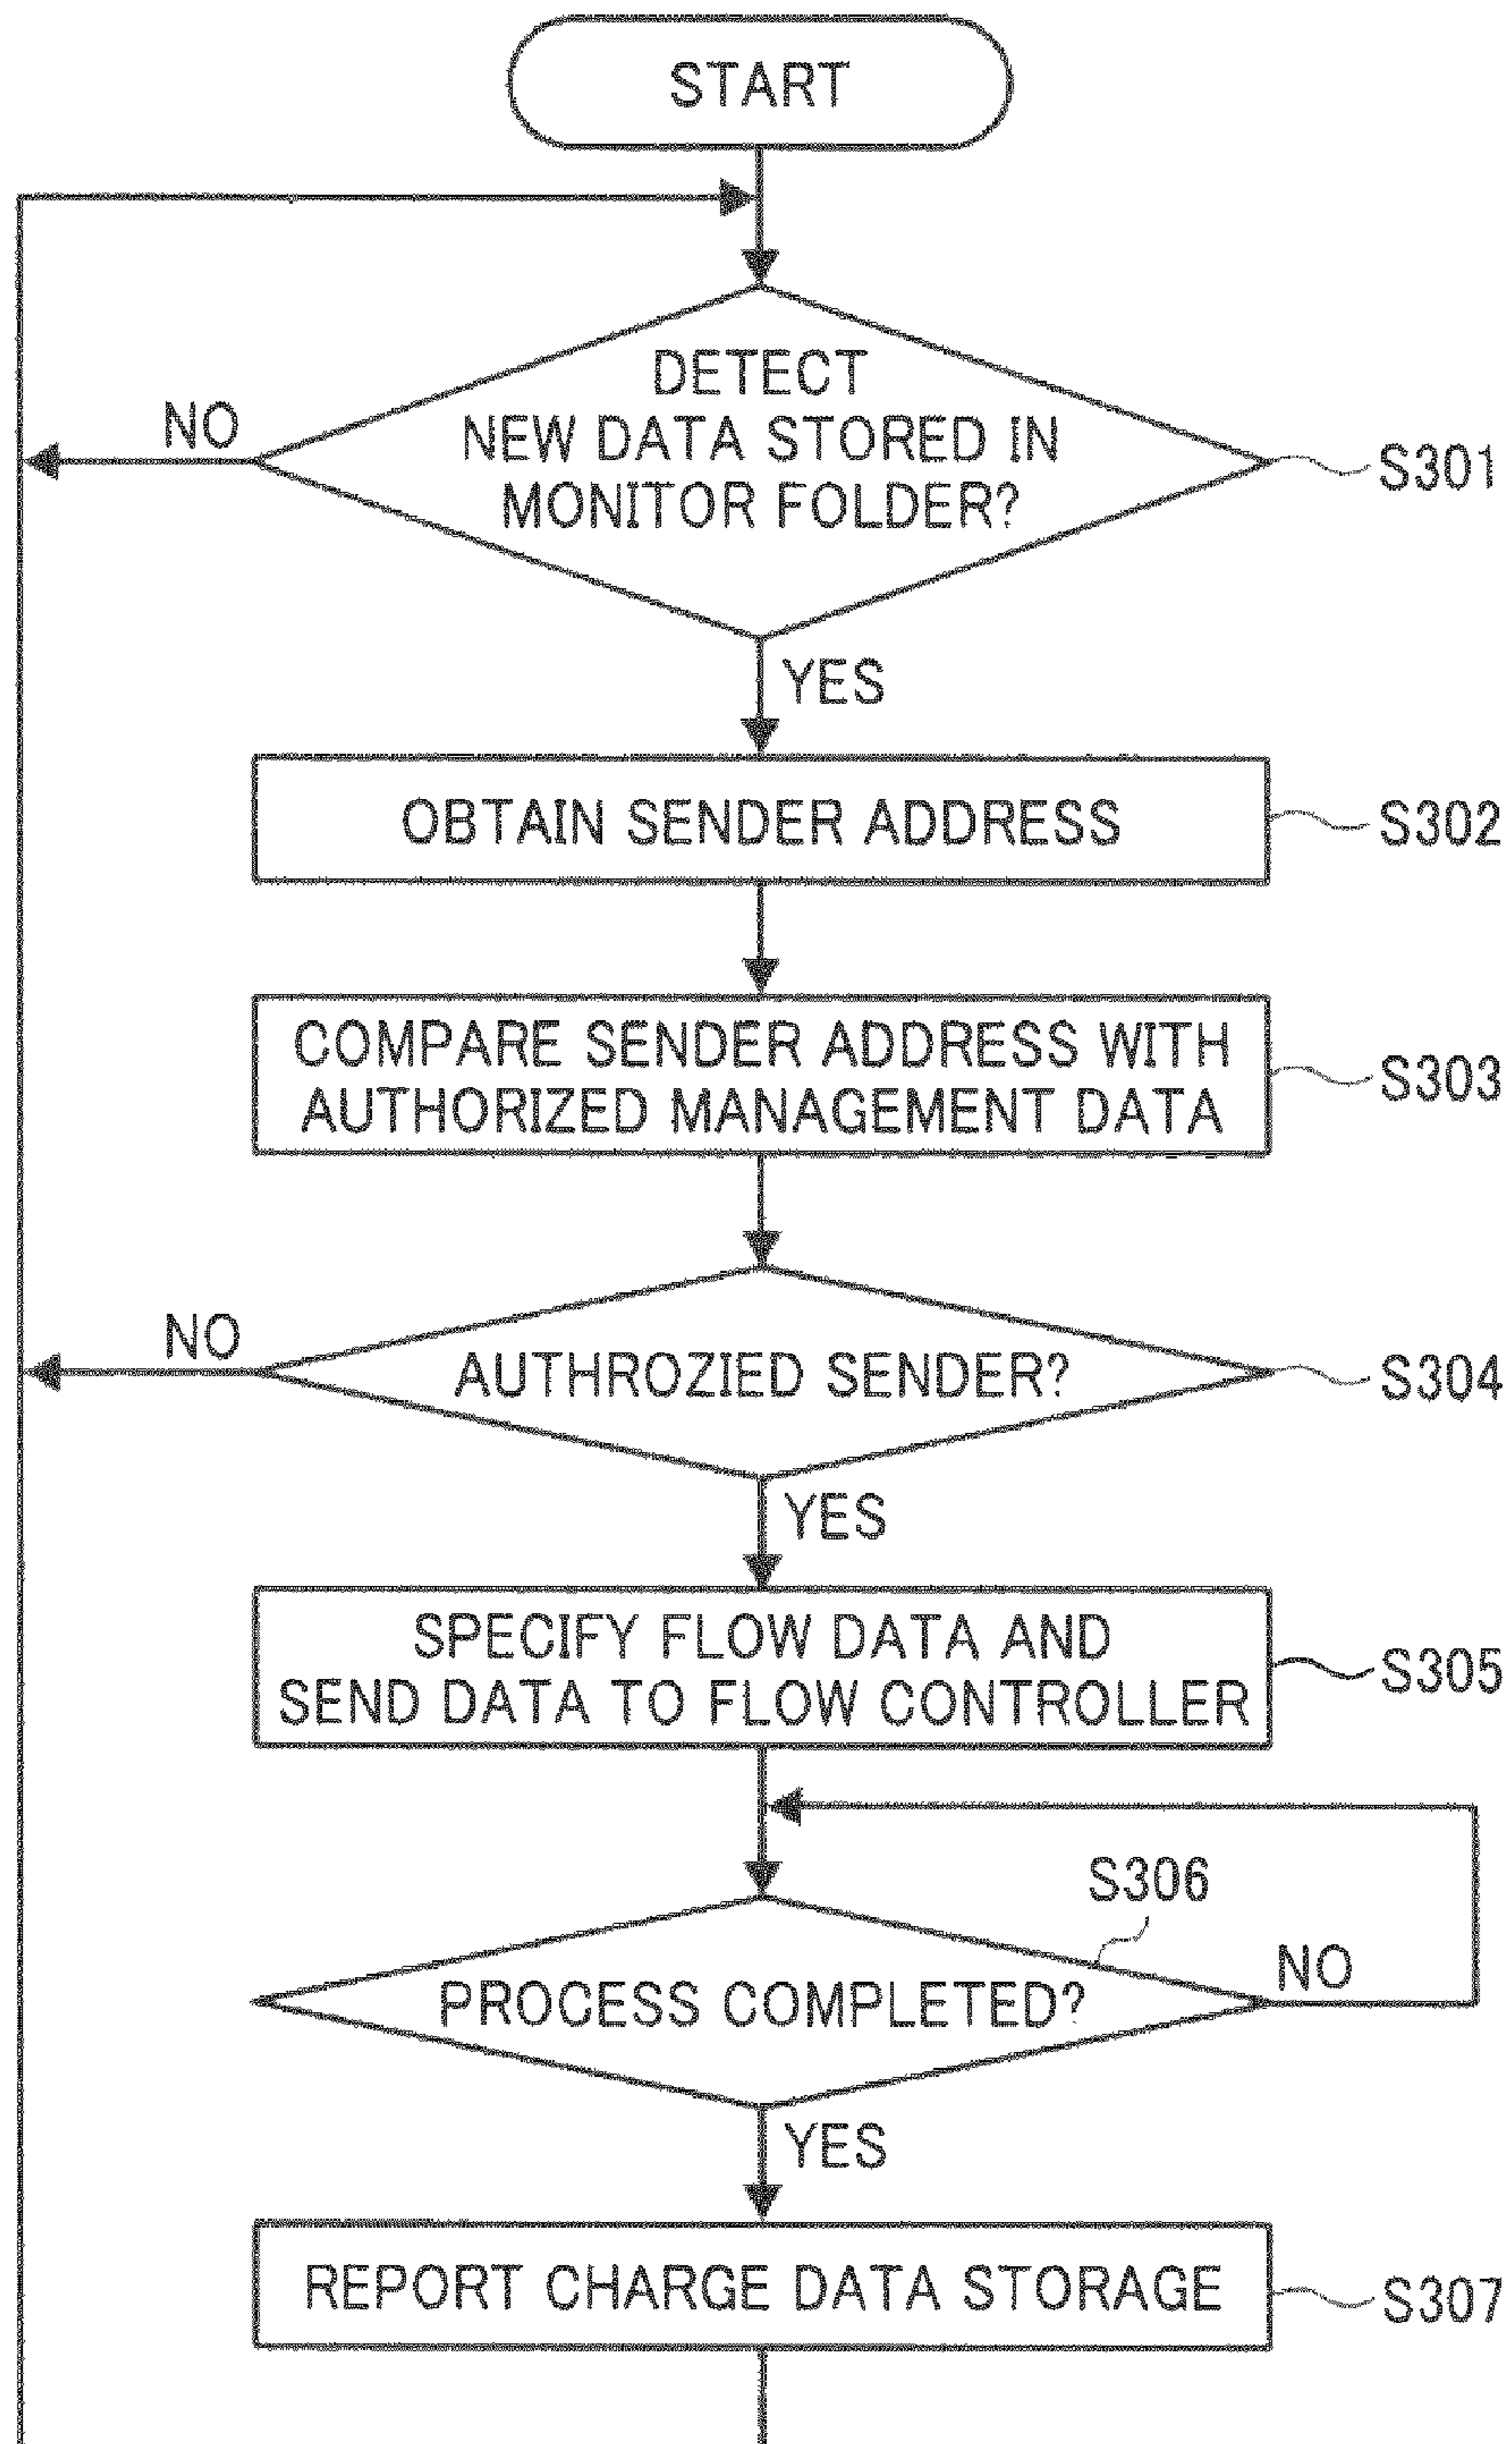 START
DETECT
NEW DATA STORED IN
MONITOR FOLDER?
NO
S301
YES
OBTAIN SENDER ADDRESS
S302
COMPARE SENDER ADDRESS WITH
AUTHORIZED MANAGEMENT DATA
S303
NO
AUTHROZIED SENDER?
S304
YES
SPECIFY FLOW DATA AND
SEND DATA TO FLOW CONTROLLER
S305
S306
PROCESS COMPLETED?
NO
YES
REPORT CHARGE DATA STORAGE
S307